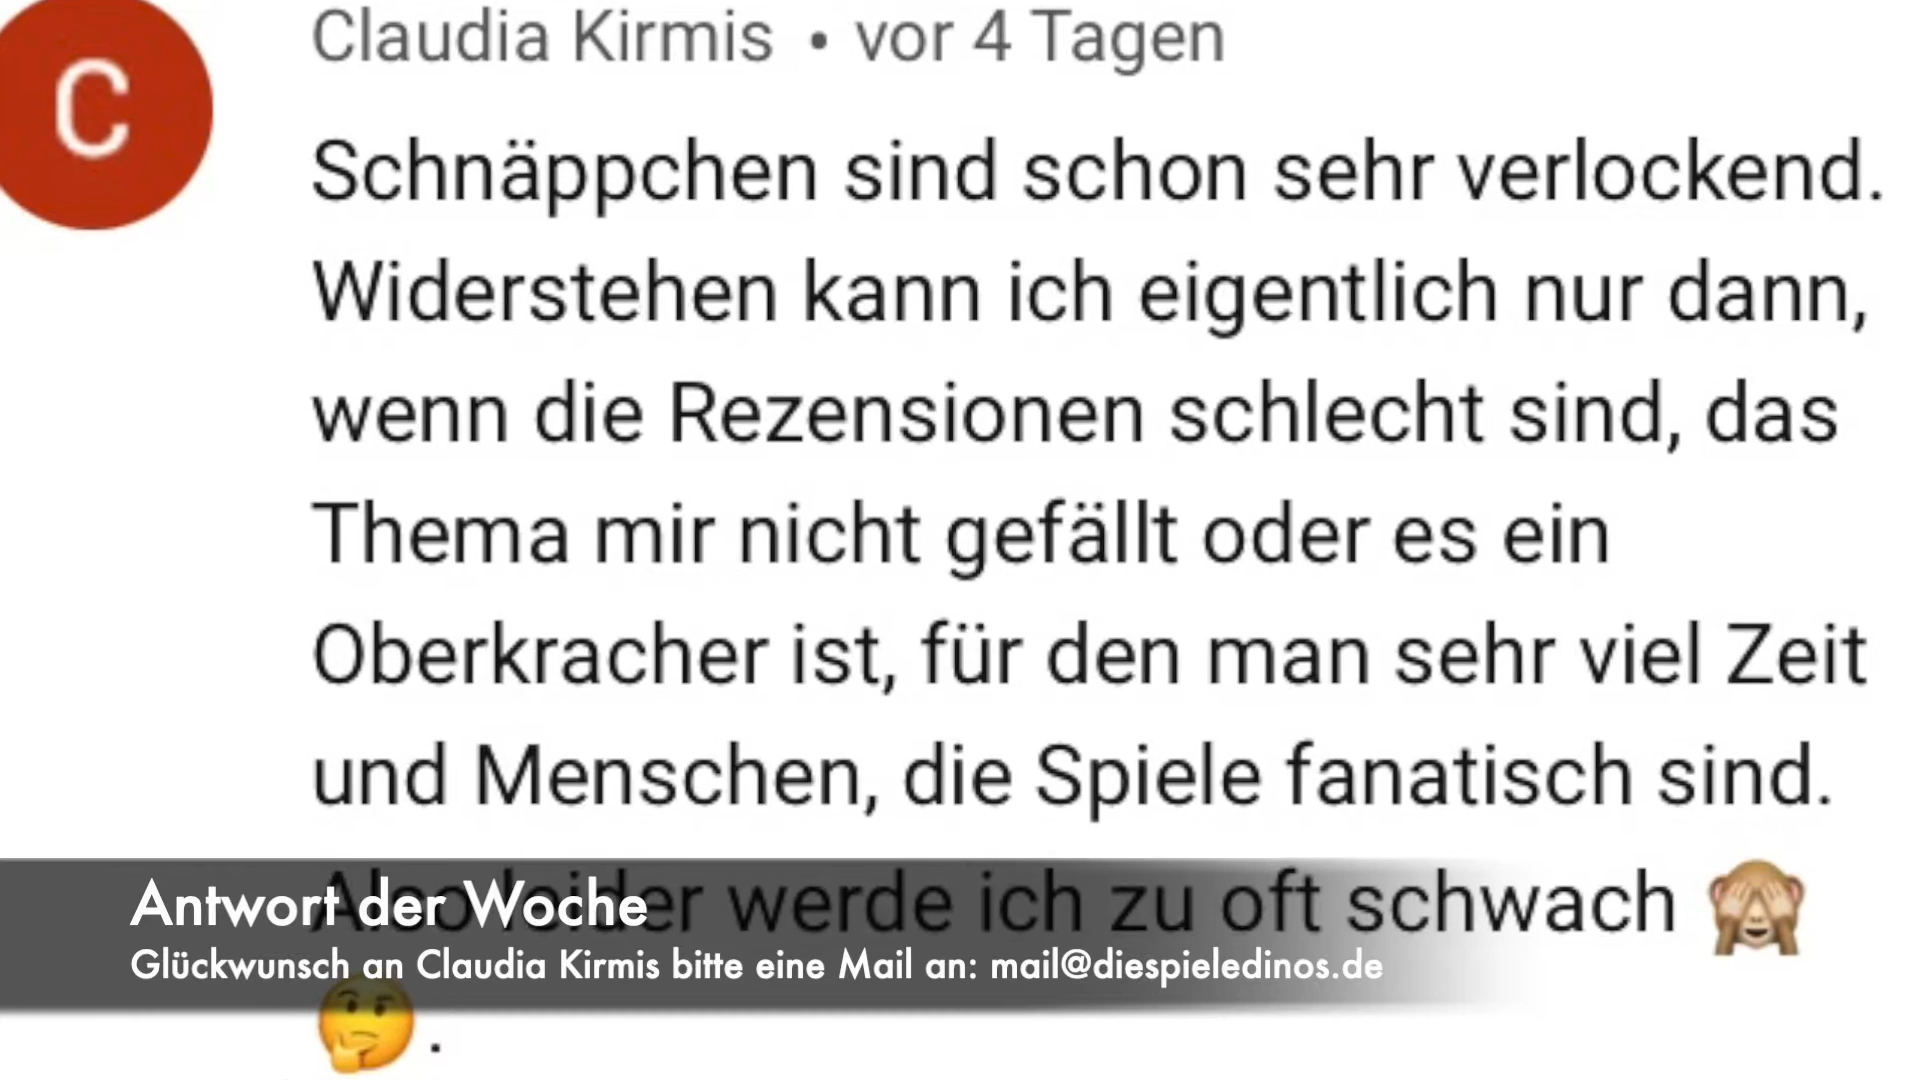 C
Claudia Kirmis • vor 4 Tagen
Schnäppchen sind schon sehr verlockend.
Widerstehen kann ich eigentlich nur dann,
wenn die Rezensionen schlecht sind, das
Thema mir nicht gefällt oder es ein
Oberkracher ist, für den man sehr viel Zeit
und Menschen, die Spiele fanatisch sind.
Also leider werde ich zu oft schwach 🙈
🤔.
Antwort der Woche
Glückwunsch an Claudia Kirmis bitte eine Mail an: mail@diespieledinos.de